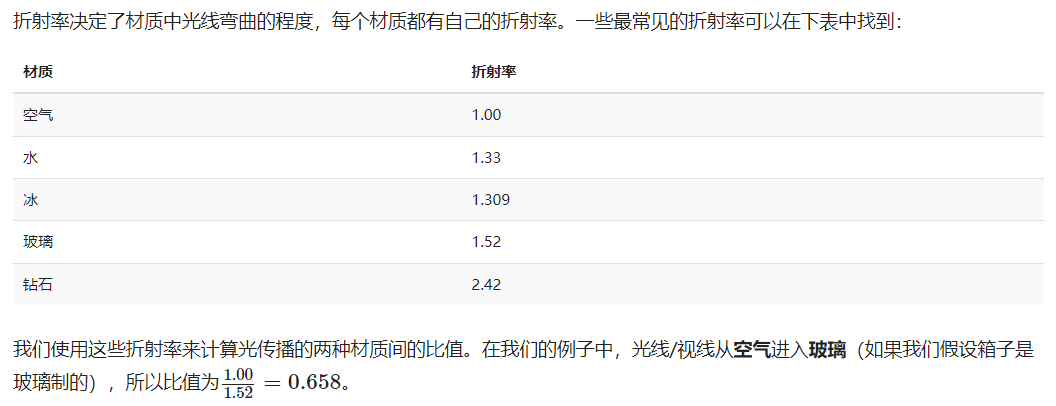 折射率决定了材质中光线弯曲的程度，每个材质都有自己的折射率。一些最常见的折射率可以在下表中找到：
材质 折射率
空气 1.00
水 1.33
冰 1.309
玻璃 1.52
钻石 2.42
我们使用这些折射率来计算光传播的两种材质间的比值。在我们的例子中，光线/视线从空气进入玻璃（如果我们假设箱子是
玻璃制的），所以比值为1.00/1.52 = 0.658。